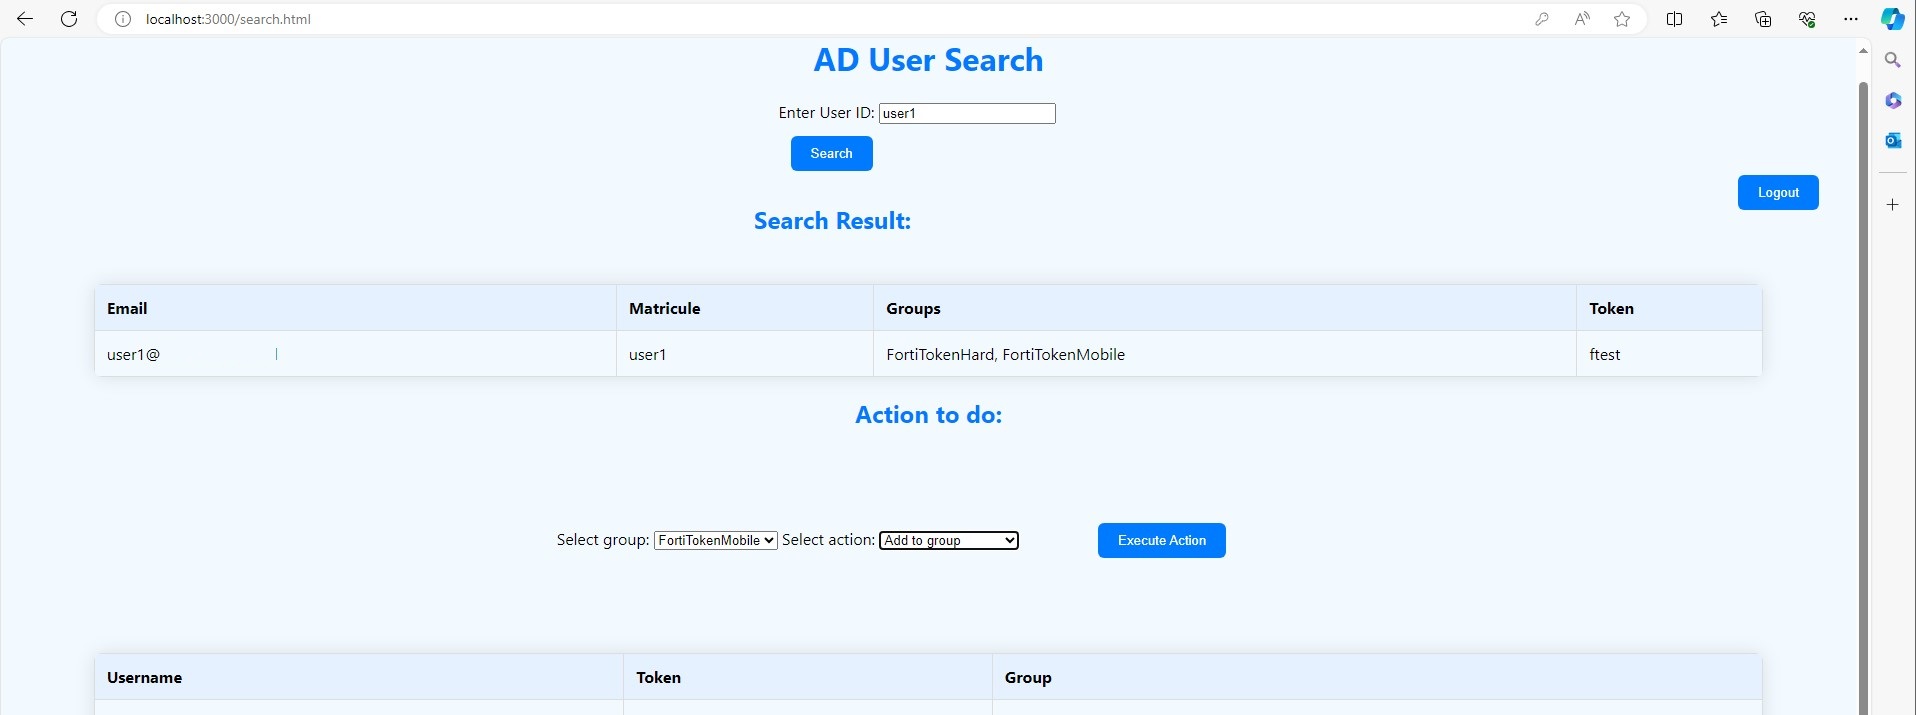 localhost:3000/search.html
AD User Search
Enter User ID: user1
Search
Logout
Search Result:
Email Matricule Groups Token
user1@ user1 FortiTokenHard, FortiTokenMobile ftest
Action to do:
Select group: FortiTokenMobile Select action: Add to group Execute Action
Username Token Group